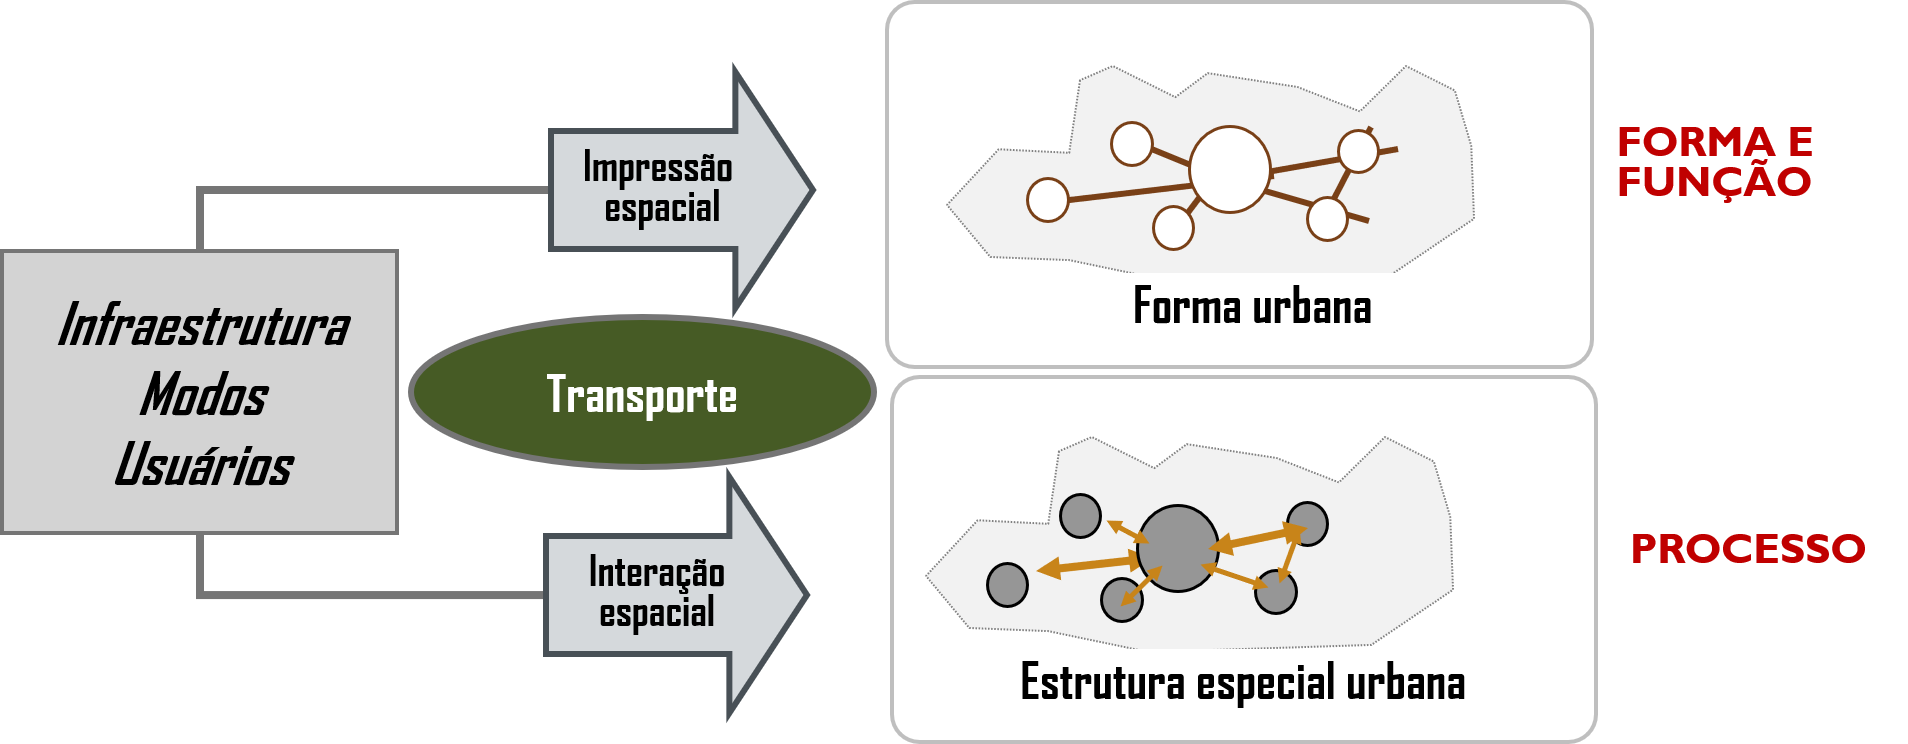 Infraestrutura
Modos
Usuários
Impressão
espacial
Transporte
Interação
espacial
Forma urbana
FORMA E
FUNÇÃO
Estrutura especial urbana
PROCESSO